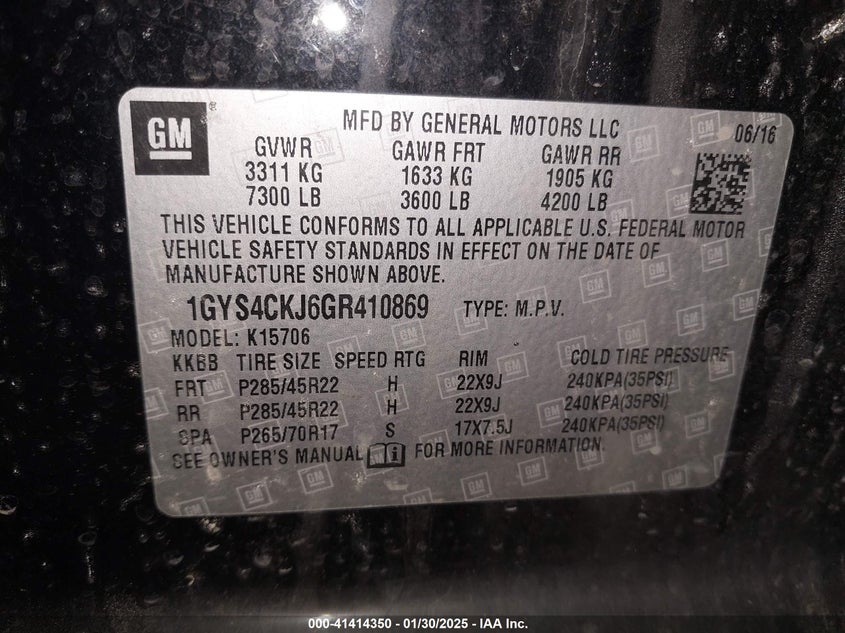 GM
MFD BY GENERAL MOTORS LLC 06/16
GVWR GAWR FRT GAWR RR
3311 KG 1633 KG 1905 KG
7300 LB 3600 LB 4200 LB
THIS VEHICLE CONFORMS TO ALL APPLICABLE U.S. FEDERAL MOTOR
VEHICLE SAFETY STANDARDS IN EFFECT ON THE DATE OF
MANUFACTURE SHOWN ABOVE.
1GYS4CKJ6GR410869 TYPE: M.P.V.
MODEL: K15706
KKBB TIRE SIZE SPEED RTG RIM COLD TIRE PRESSURE
FRT P285/45R22 H 22X9J 240KPA(35PSI)
RR P285/45R22 H 22X9J 240KPA(35PSI)
SPA P265/70R17 S 17X7.5J 240KPA(35PSI)
SEE OWNER'S MANUAL FOR MORE INFORMATION.
000-41414350 - 01/30/2025 - IAA Inc.